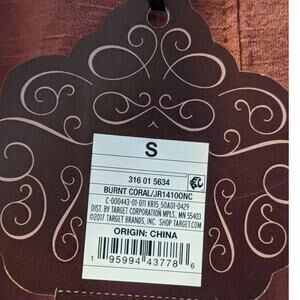 S
316 01 5634
BURNT CORAL/JR14100NC
C-000443-01-011 KR15, 50A01-0429
DIST. BY TARGET CORPORATION MPLS, MN 55403
©2017 TARGET BRANDS, INC. SHOP TARGET.COM
ORIGIN: CHINA
1 95994 43778 6